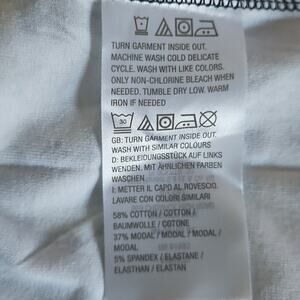 TURN GARMENT INSIDE OUT.
MACHINE WASH COLD DELICATE
CYCLE. WASH WITH LIKE COLORS.
ONLY NON-CHLORINE BLEACH WHEN
NEEDED. TUMBLE DRY LOW. WARM
IRON IF NEEDED
30
GB: TURN GARMENT INSIDE OUT.
WASH WITH SIMILAR COLOURS
D: BEKLEIDUNGSSTÜCK AUF LINKS
WENDEN. MIT ÄHNLICHEN FARBEN
WASCHEN
I: METTER IL CAPO AL ROVESCIO.
LAVARE CON COLORI SIMILARI
58% COTTON / COTON /
BAUMWOLLE / COTONE
37% MODAL / MODAL / MODAL /
MODAL
5% SPANDEX / ELASTANE /
ELASTHAN / ELASTAN